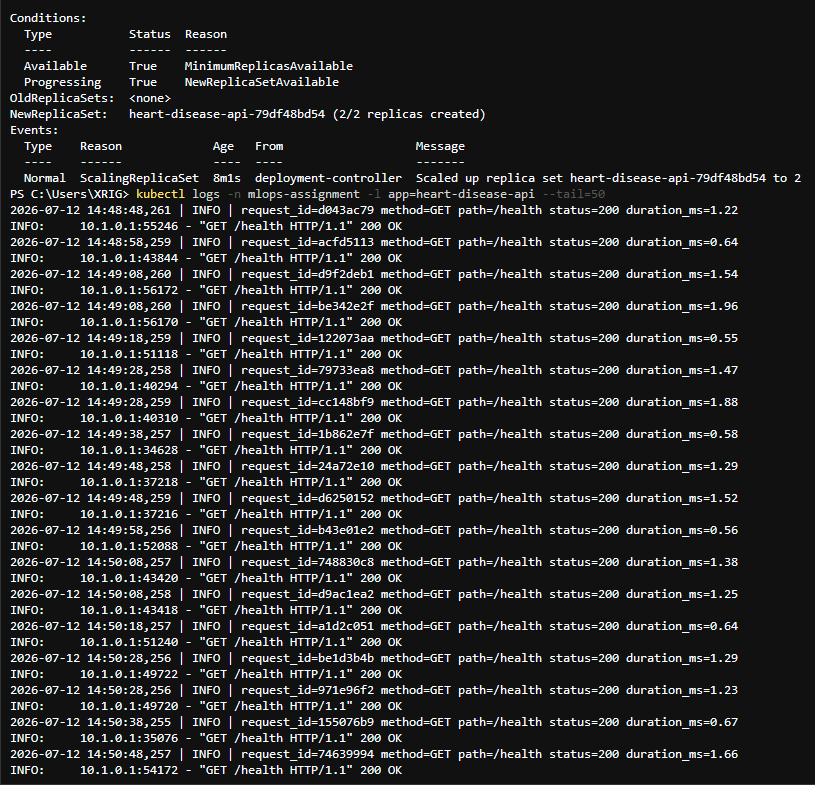 Conditions:
  Type           Status  Reason
  ----           ------  ------
  Available      True    MinimumReplicasAvailable
  Progressing    True    NewReplicaSetAvailable
OldReplicaSets:  <none>
NewReplicaSet:   heart-disease-api-79df48bd54 (2/2 replicas created)
Events:
  Type    Reason             Age   From                   Message
  ----    ------             ----  ----                   -------
  Normal  ScalingReplicaSet  8m1s  deployment-controller  Scaled up replica set heart-disease-api-79df48bd54 to 2
PS C:\Users\XRIG> kubectl logs -n mlops-assignment -l app=heart-disease-api --tail=50
2026-07-12 14:48:48,261 | INFO | request_id=d043ac79 method=GET path=/health status=200 duration_ms=1.22
INFO:     10.1.0.1:55246 - "GET /health HTTP/1.1" 200 OK
2026-07-12 14:48:58,259 | INFO | request_id=acfd5113 method=GET path=/health status=200 duration_ms=0.64
INFO:     10.1.0.1:43844 - "GET /health HTTP/1.1" 200 OK
2026-07-12 14:49:08,260 | INFO | request_id=d9f2deb1 method=GET path=/health status=200 duration_ms=1.54
INFO:     10.1.0.1:56172 - "GET /health HTTP/1.1" 200 OK
2026-07-12 14:49:08,260 | INFO | request_id=be342e2f method=GET path=/health status=200 duration_ms=1.96
INFO:     10.1.0.1:56170 - "GET /health HTTP/1.1" 200 OK
2026-07-12 14:49:18,259 | INFO | request_id=122073aa method=GET path=/health status=200 duration_ms=0.55
INFO:     10.1.0.1:51118 - "GET /health HTTP/1.1" 200 OK
2026-07-12 14:49:28,258 | INFO | request_id=79733ea8 method=GET path=/health status=200 duration_ms=1.47
INFO:     10.1.0.1:40294 - "GET /health HTTP/1.1" 200 OK
2026-07-12 14:49:28,259 | INFO | request_id=cc148bf9 method=GET path=/health status=200 duration_ms=1.88
INFO:     10.1.0.1:40310 - "GET /health HTTP/1.1" 200 OK
2026-07-12 14:49:38,257 | INFO | request_id=1b862e7f method=GET path=/health status=200 duration_ms=0.58
INFO:     10.1.0.1:34628 - "GET /health HTTP/1.1" 200 OK
2026-07-12 14:49:48,258 | INFO | request_id=24a72e10 method=GET path=/health status=200 duration_ms=1.29
INFO:     10.1.0.1:37218 - "GET /health HTTP/1.1" 200 OK
2026-07-12 14:49:48,259 | INFO | request_id=d6250152 method=GET path=/health status=200 duration_ms=1.52
INFO:     10.1.0.1:37216 - "GET /health HTTP/1.1" 200 OK
2026-07-12 14:49:58,256 | INFO | request_id=b43e01e2 method=GET path=/health status=200 duration_ms=0.56
INFO:     10.1.0.1:52088 - "GET /health HTTP/1.1" 200 OK
2026-07-12 14:50:08,257 | INFO | request_id=748830c8 method=GET path=/health status=200 duration_ms=1.38
INFO:     10.1.0.1:43420 - "GET /health HTTP/1.1" 200 OK
2026-07-12 14:50:08,258 | INFO | request_id=d9ac1ea2 method=GET path=/health status=200 duration_ms=1.25
INFO:     10.1.0.1:43418 - "GET /health HTTP/1.1" 200 OK
2026-07-12 14:50:18,257 | INFO | request_id=a1d2c051 method=GET path=/health status=200 duration_ms=0.64
INFO:     10.1.0.1:51240 - "GET /health HTTP/1.1" 200 OK
2026-07-12 14:50:28,256 | INFO | request_id=be1d3b4b method=GET path=/health status=200 duration_ms=1.29
INFO:     10.1.0.1:49722 - "GET /health HTTP/1.1" 200 OK
2026-07-12 14:50:28,256 | INFO | request_id=971e96f2 method=GET path=/health status=200 duration_ms=1.23
INFO:     10.1.0.1:49720 - "GET /health HTTP/1.1" 200 OK
2026-07-12 14:50:38,255 | INFO | request_id=155076b9 method=GET path=/health status=200 duration_ms=0.67
INFO:     10.1.0.1:35076 - "GET /health HTTP/1.1" 200 OK
2026-07-12 14:50:48,257 | INFO | request_id=74639994 method=GET path=/health status=200 duration_ms=1.66
INFO:     10.1.0.1:54172 - "GET /health HTTP/1.1" 200 OK